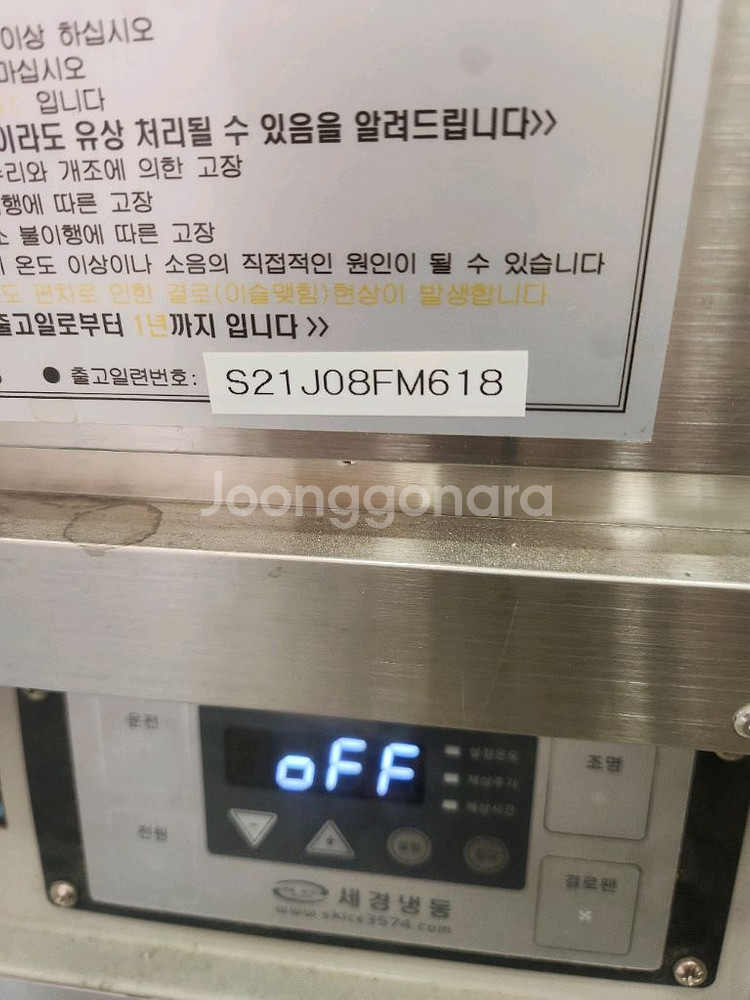 이상 하십시오
마십시오
입니다
이라도 유상 처리될 수 있음을 알려드립니다>>
누리와 개조에 의한 고장
행에 따른 고장
소 불이행에 따른 고장
온도 이상이나 소음의 직접적인 원인이 될 수 있습니다
도 편차로 인한 결로(이슬맺힘)현상이 발생합니다
출고일로부터 1년까지 입니다 >>
● 출고일련번호: S21J08FM618
Joonggonara
운전
oFF
설정온도
제상주기
제상시간
조명
전원
결로팬
세경냉동